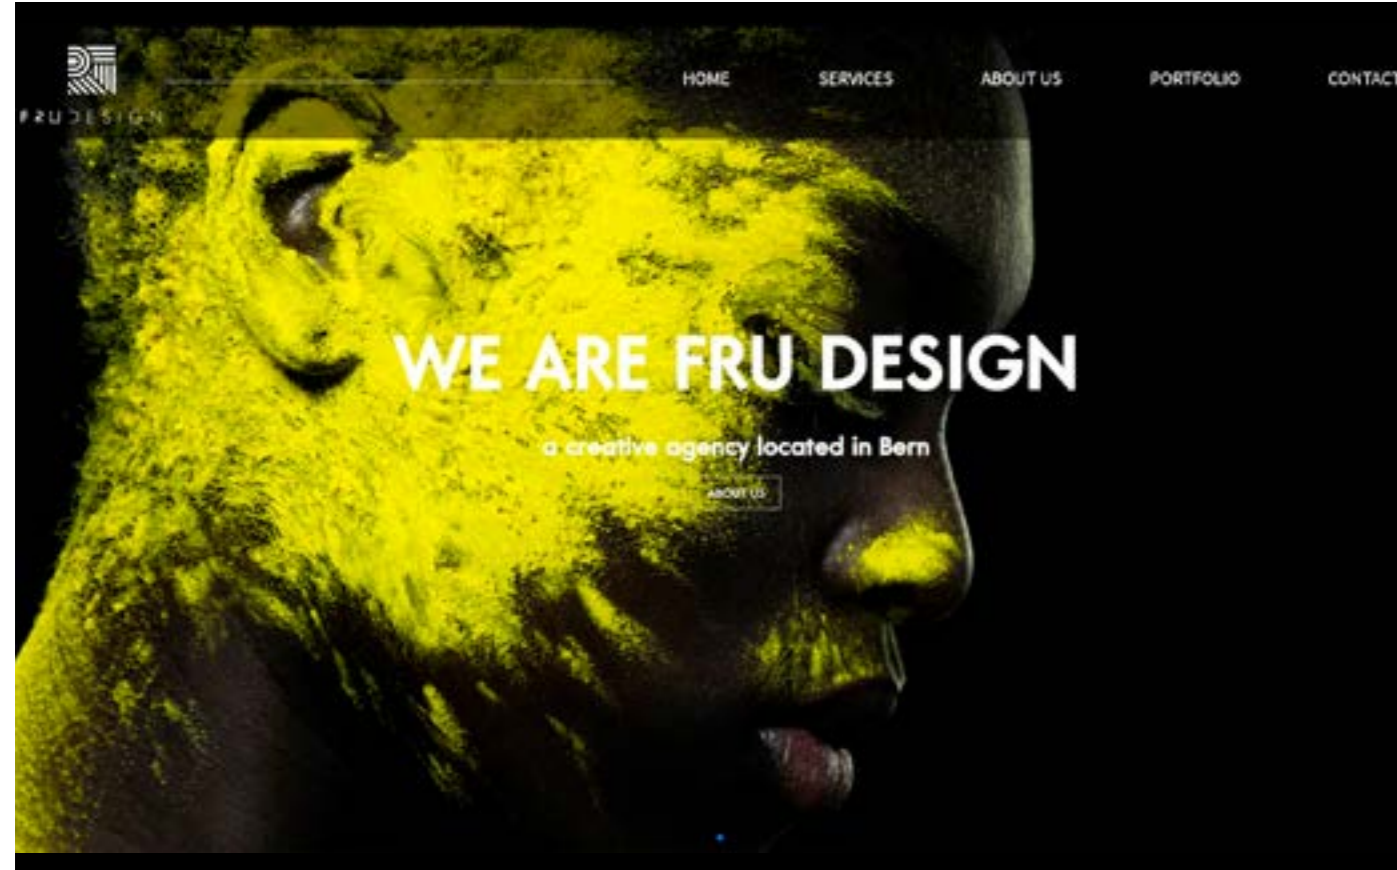 HOME SERVICES ABOUT US PORTFOLIO CONTACT
FRUDESIGN
WE ARE FRU DESIGN
a creative agency located in Bern
ABOUT US